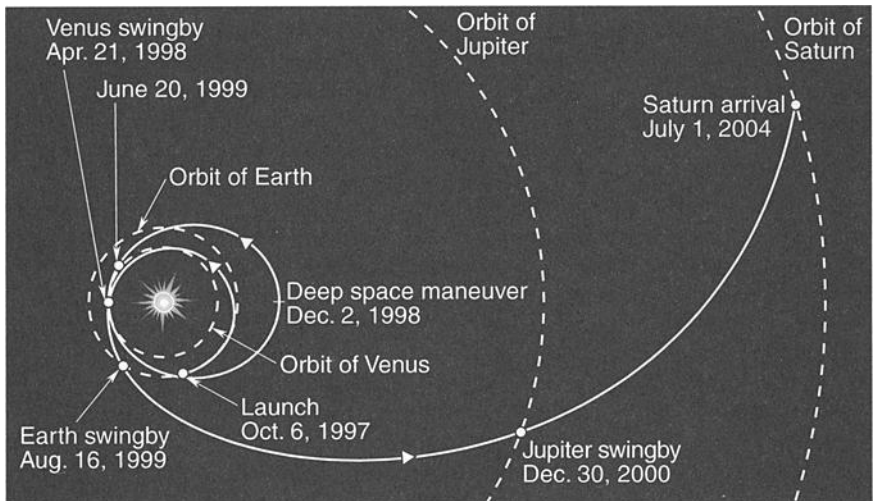 Venus swingby
Apr. 21, 1998
June 20, 1999
Orbit of Earth
Orbit of
Jupiter
Orbit of
Saturn
Saturn arrival
July 1, 2004
Deep space maneuver
Dec. 2, 1998
Orbit of Venus
Launch
Oct. 6, 1997
Earth swingby
Aug. 16, 1999
Jupiter swingby
Dec. 30, 2000